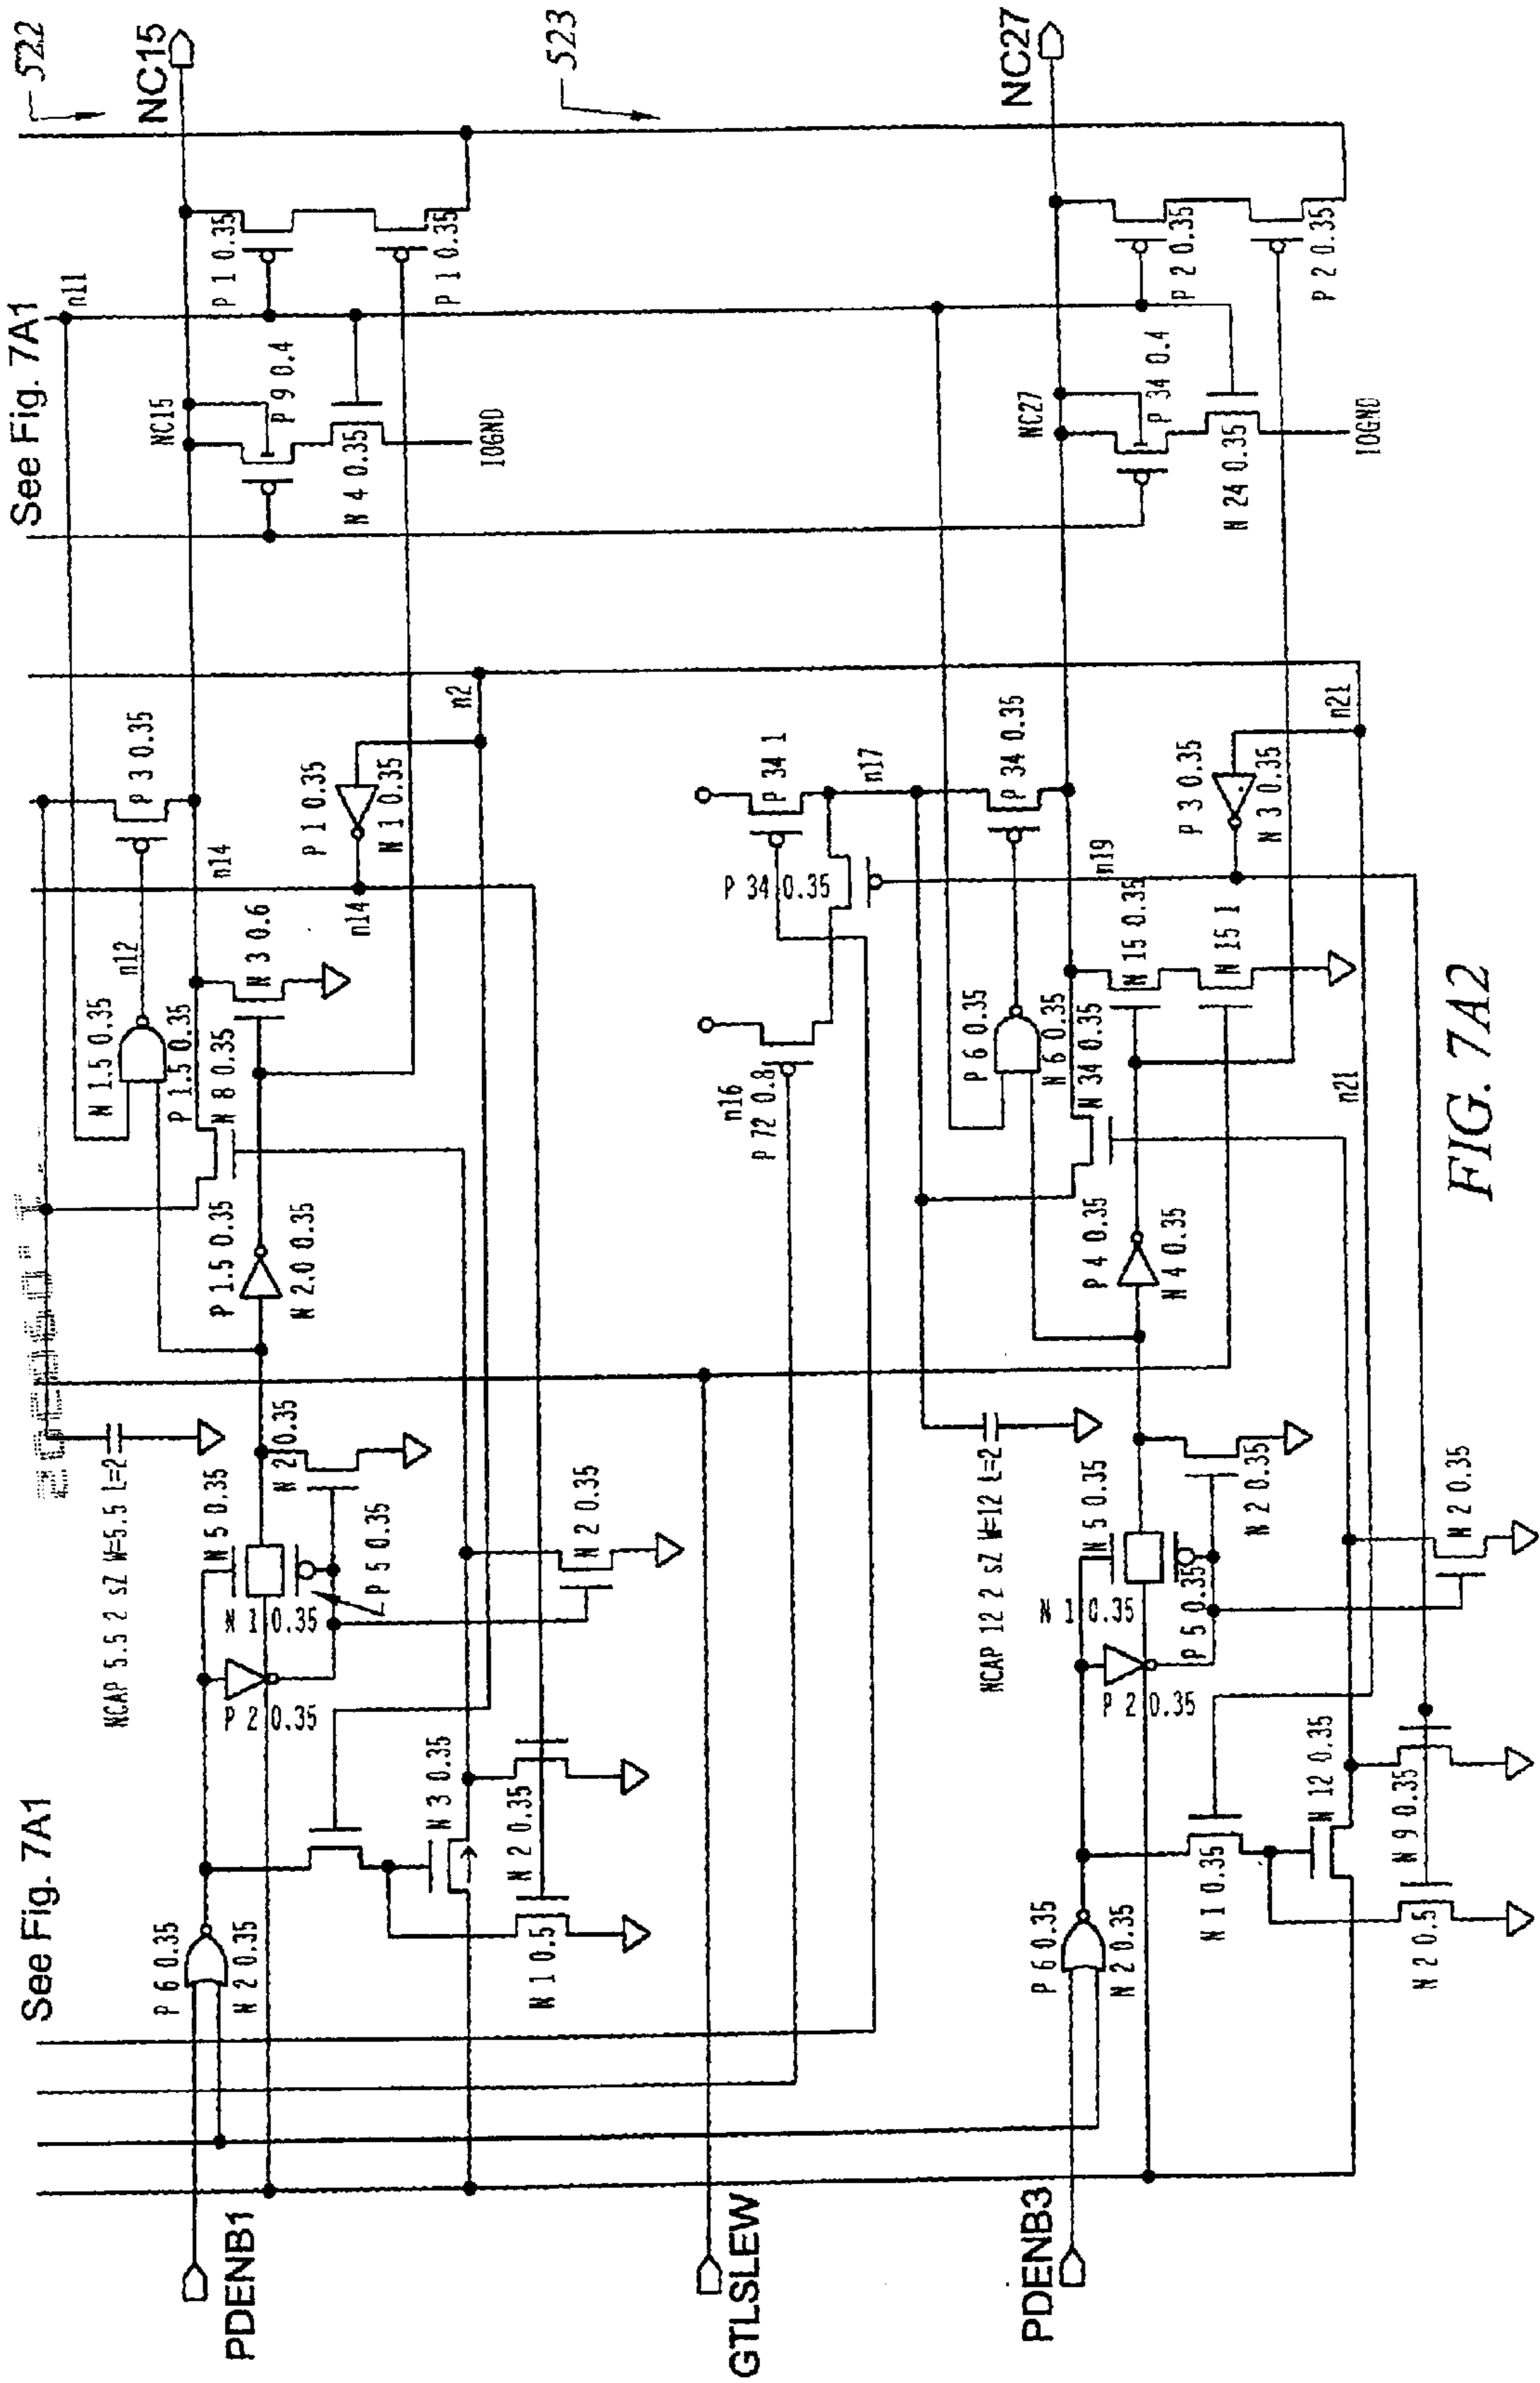 See Fig. 7A1
See Fig. 7A1
522
NC15
523
NC27
n11
P 1 0.35
P 1 0.35
P 2 0.35
P 2 0.35
NC15
P 9 0.4
N 4 0.35
IOGND
NC27
P 34 0.4
N 24 0.35
IOGND
n2
n21
P 3 0.35
n14
P 1 0.35
N 1 0.35
n14
P 34 1
n17
P 34 0.35
P 34 0.35
n19
P 3 0.35
N 3 0.35
n12
N 1.5 0.35
P 1.5 0.35
N 3 0.6
N 8 0.35
P 1.5 0.35
N 2.0 0.35
n16
P 72 0.8
P 6 0.35
N 6 0.35
N 34 0.35
N 15 0.35
N 15 1
n21
P 4 0.35
N 4 0.35
NCAP 5.5 2 sZ W=5.5 L=2
N 5 0.35
N 2 0.35
N 1 0.35
P 5 0.35
P 2 0.35
N 2 0.35
NCAP 12 2 sZ W=12 L=2
N 5 0.35
N 2 0.35
N 1 0.35
P 5 0.35
P 2 0.35
N 2 0.35
P 6 0.35
N 2 0.35
N 3 0.35
N 2 0.35
N 1 0.5
P 6 0.35
N 2 0.35
N 1 0.35
N 12 0.35
N 9 0.35
N 2 0.5
PDENB1
GTLSLEW
PDENB3
FIG. 7A2